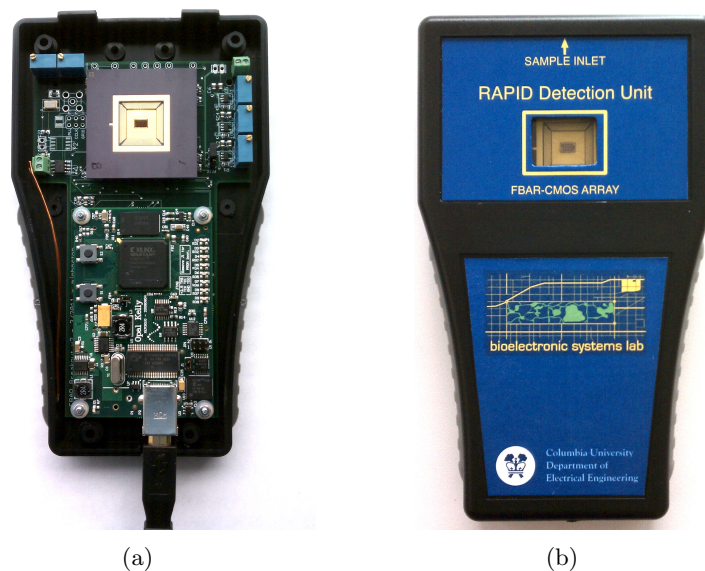 XILINX
Opal Kelly
(a)
SAMPLE INLET
RAPID Detection Unit
FBAR-CMOS ARRAY
bioelectronic systems lab
Columbia University
Department of
Electrical Engineering
(b)